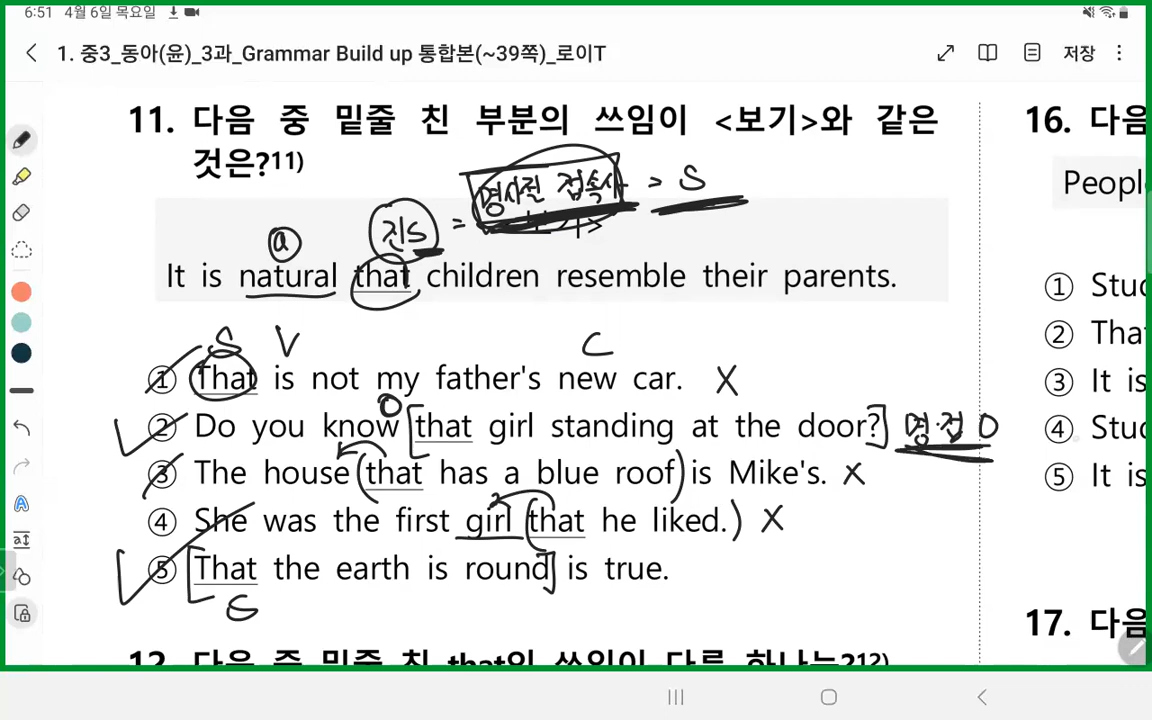 6:51 4월 6일 목요일
1. 중3_동아(윤)_3과_Grammar Build up 통합본(~39쪽)_로이T 저장
11. 다음 중 밑줄 친 부분의 쓰임이 <보기>와 같은
것은?11)
명사절 접속사 = S
ⓐ 진S =
It is natural that children resemble their parents.
S V C
① That is not my father's new car. X
O
② Do you know [that girl standing at the door?] 명.접 O
③ The house (that has a blue roof) is Mike's. X
④ She was the first girl (that he liked.) X
⑤ [That the earth is round] is true.
S
12. 다음 중 밑줄 친 that의 쓰임이 다른 하나는?12)
16. 다음
Peopl
① Stud
② That
③ It is
④ Stud
⑤ It is
17. 다음